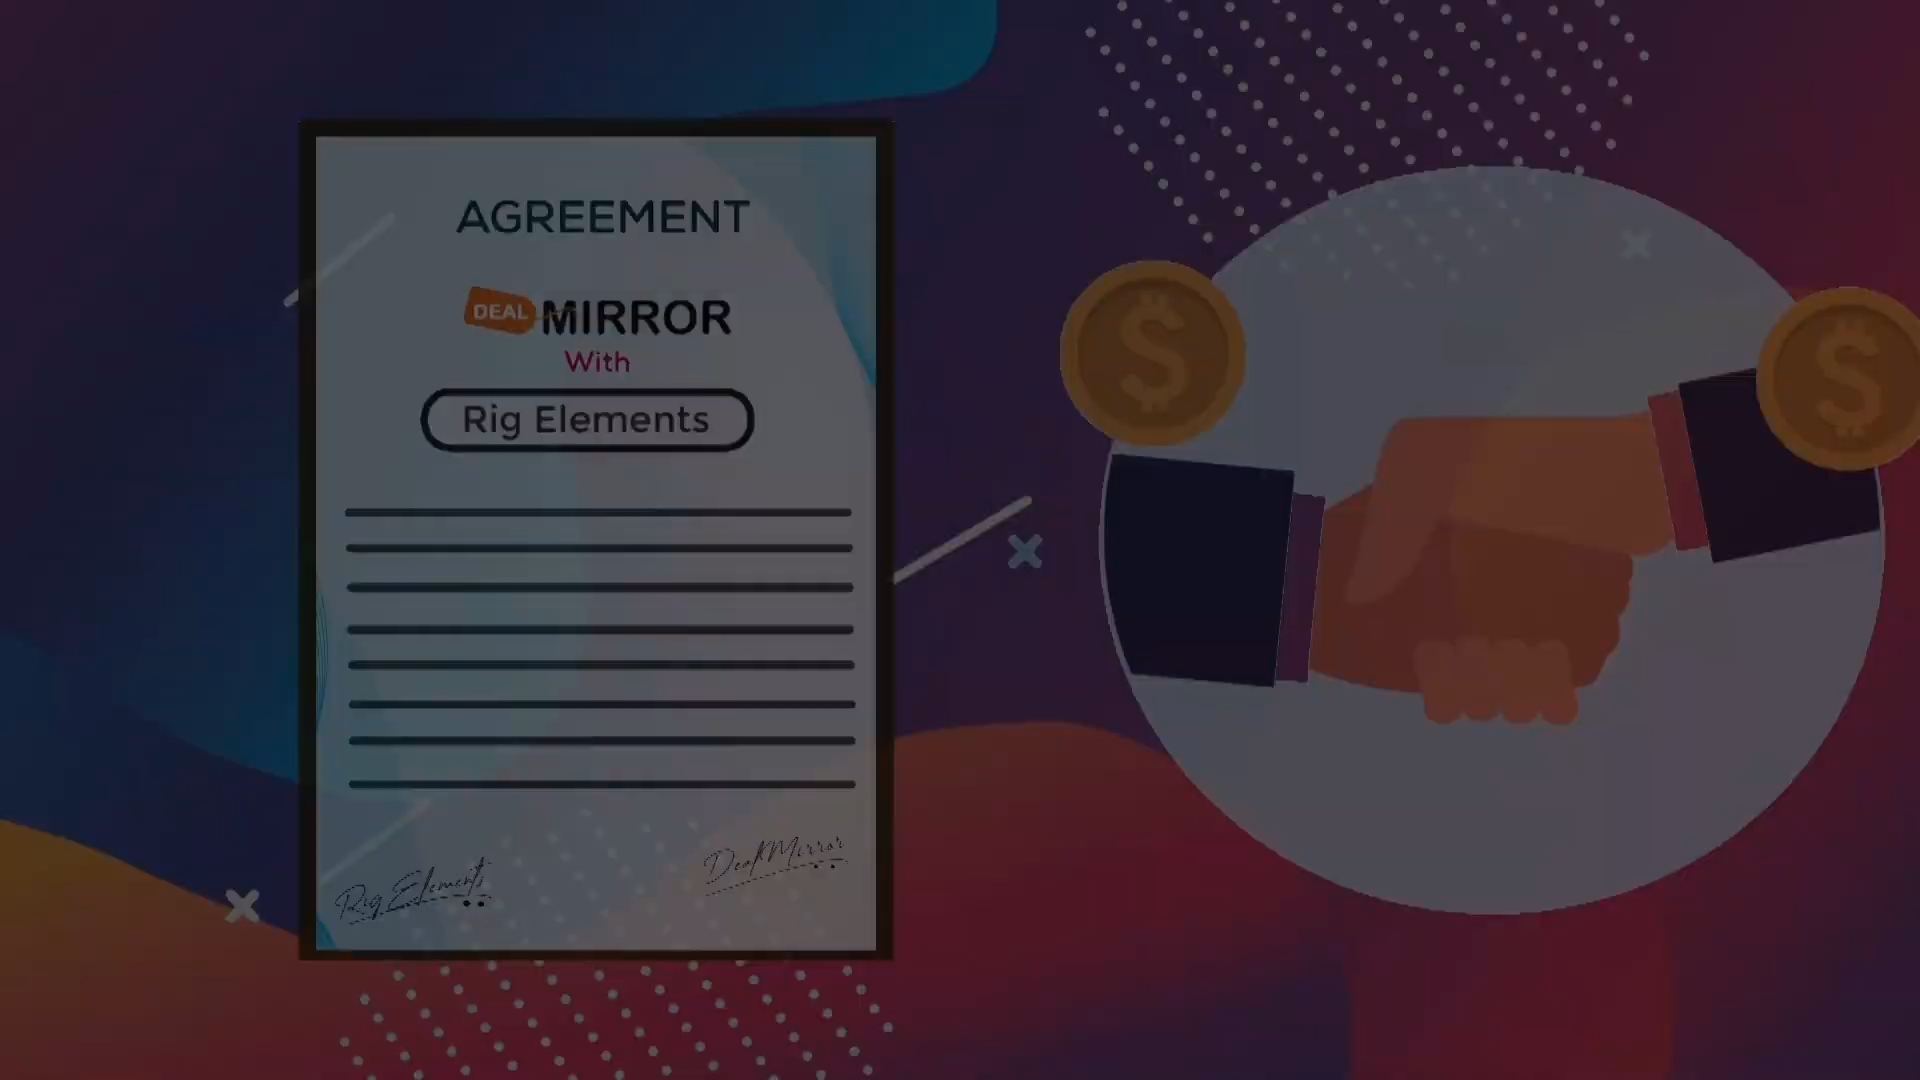 AGREEMENT
DEAL MIRROR
With
Rig Elements
Rig Elements
DealMirror
$
$